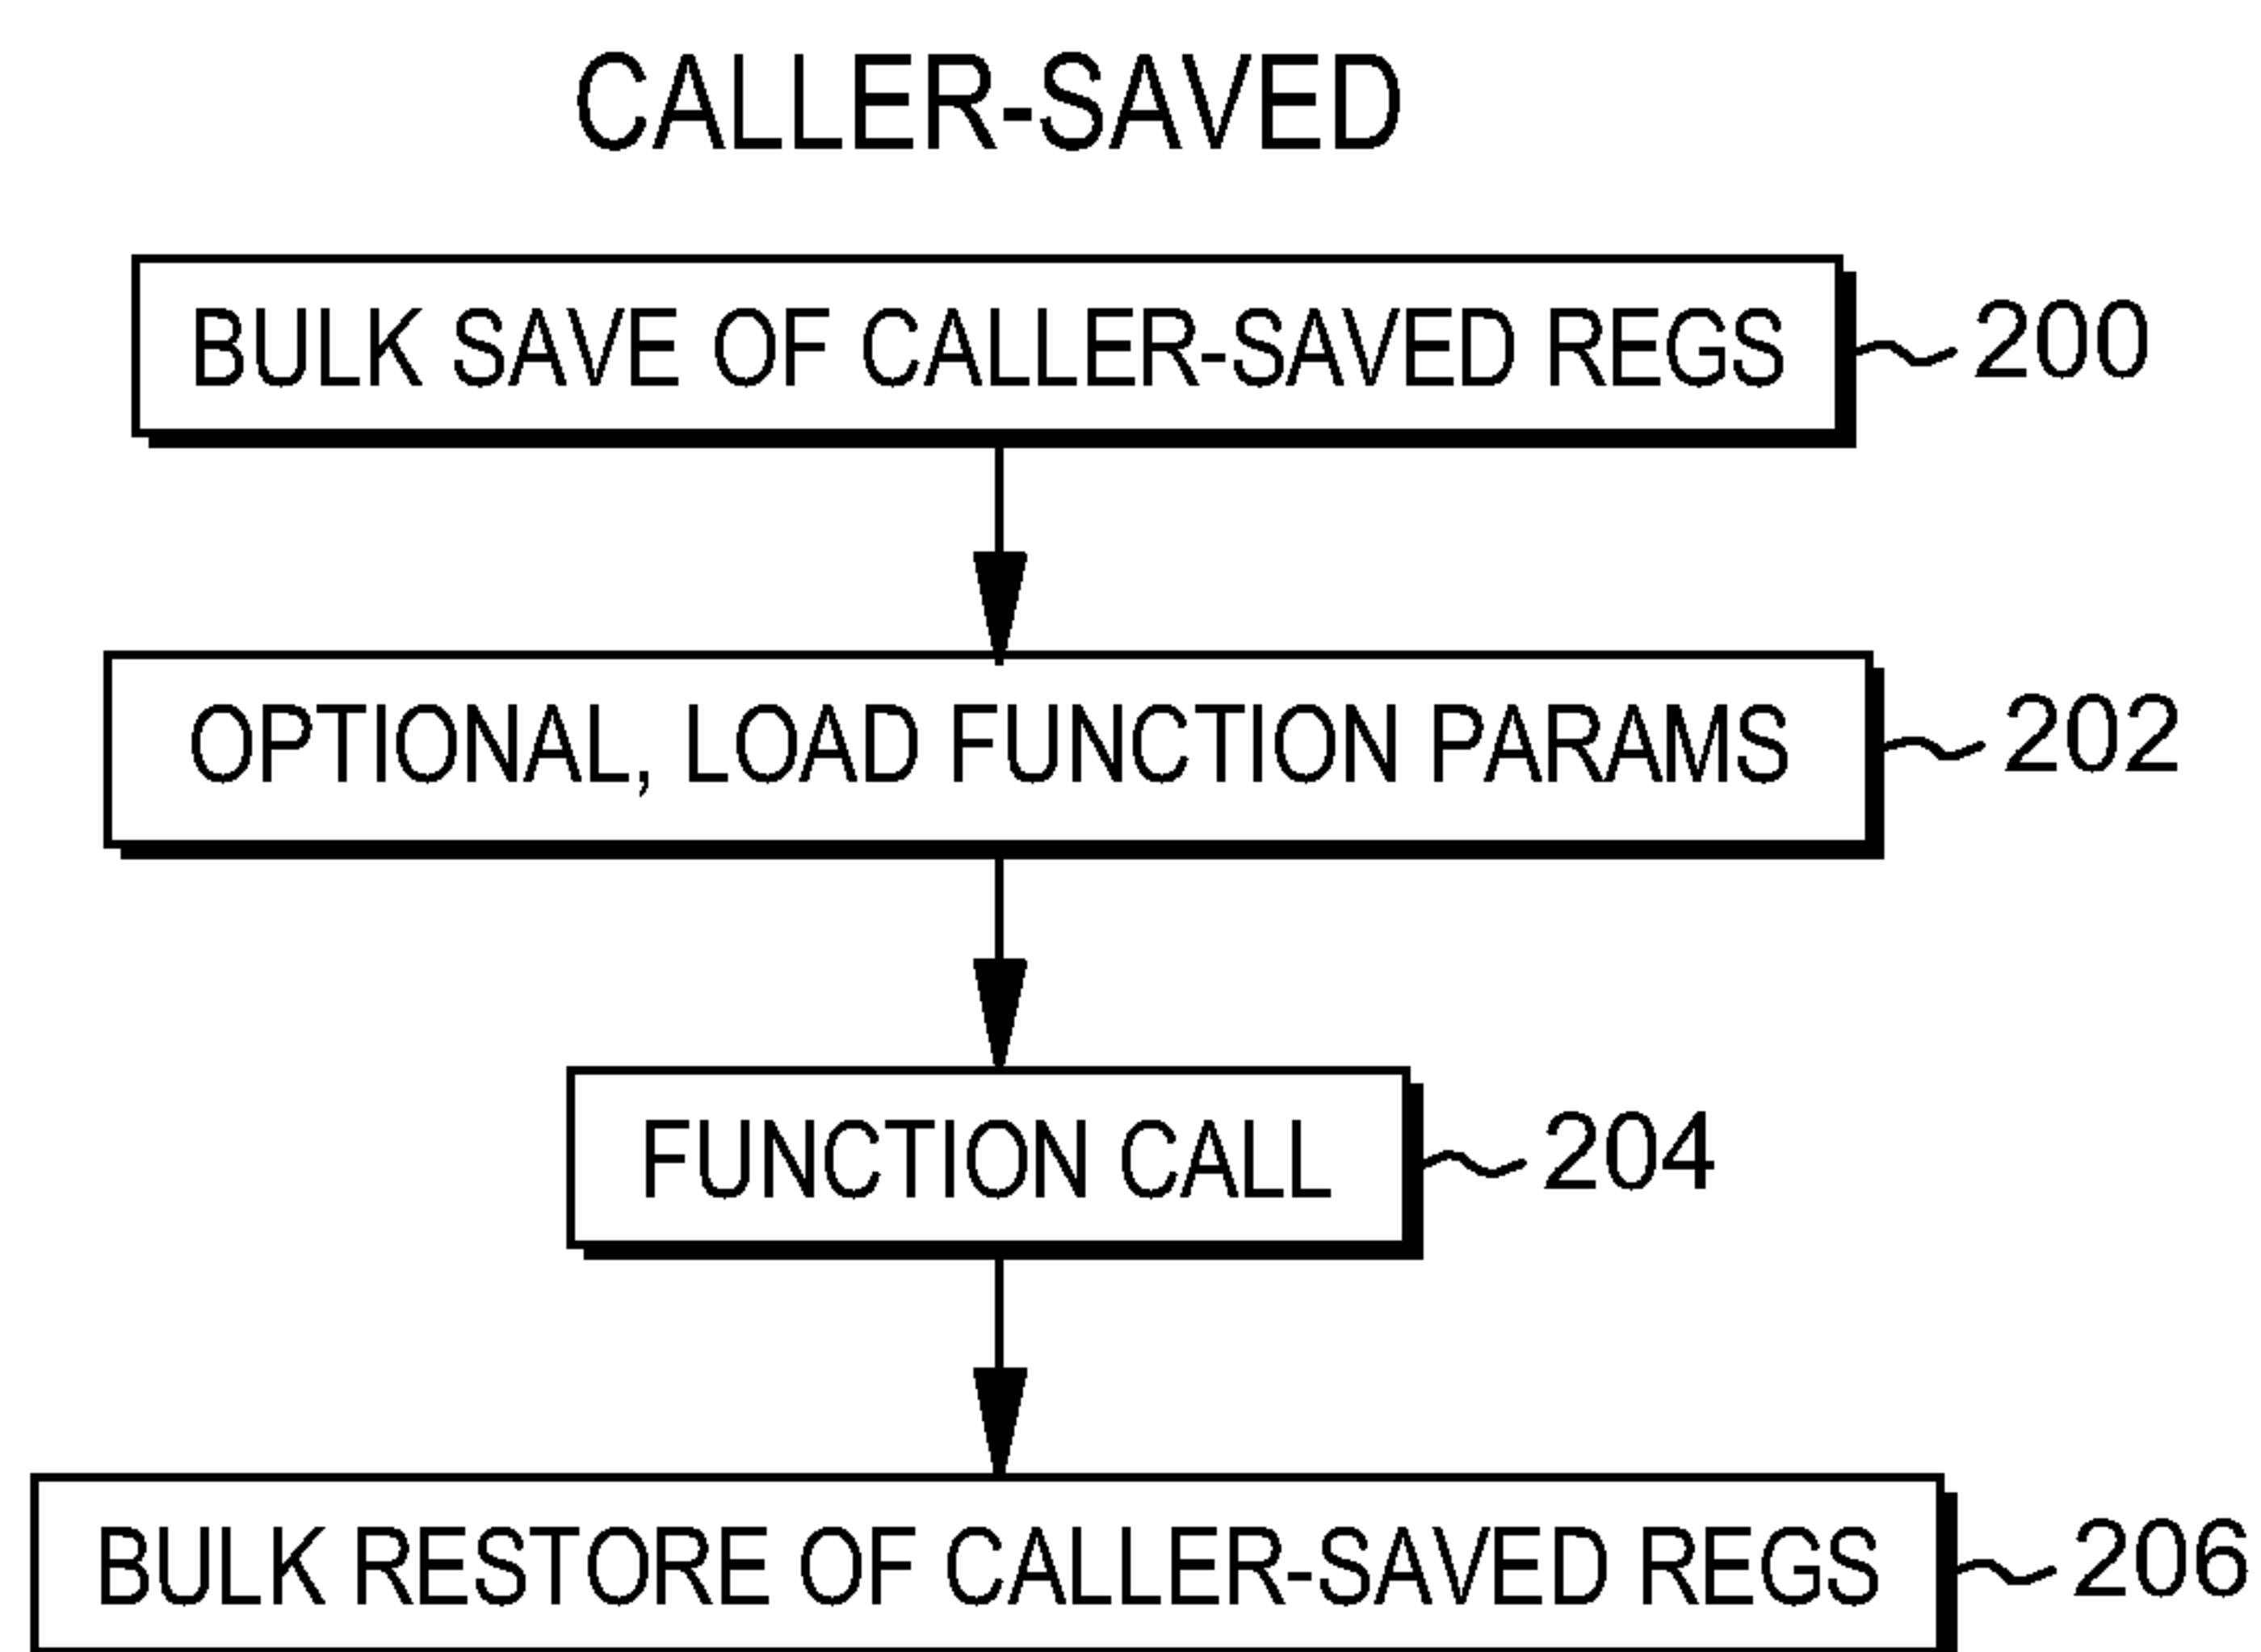 CALLER-SAVED
BULK SAVE OF CALLER-SAVED REGS 200
OPTIONAL, LOAD FUNCTION PARAMS 202
FUNCTION CALL 204
BULK RESTORE OF CALLER-SAVED REGS 206